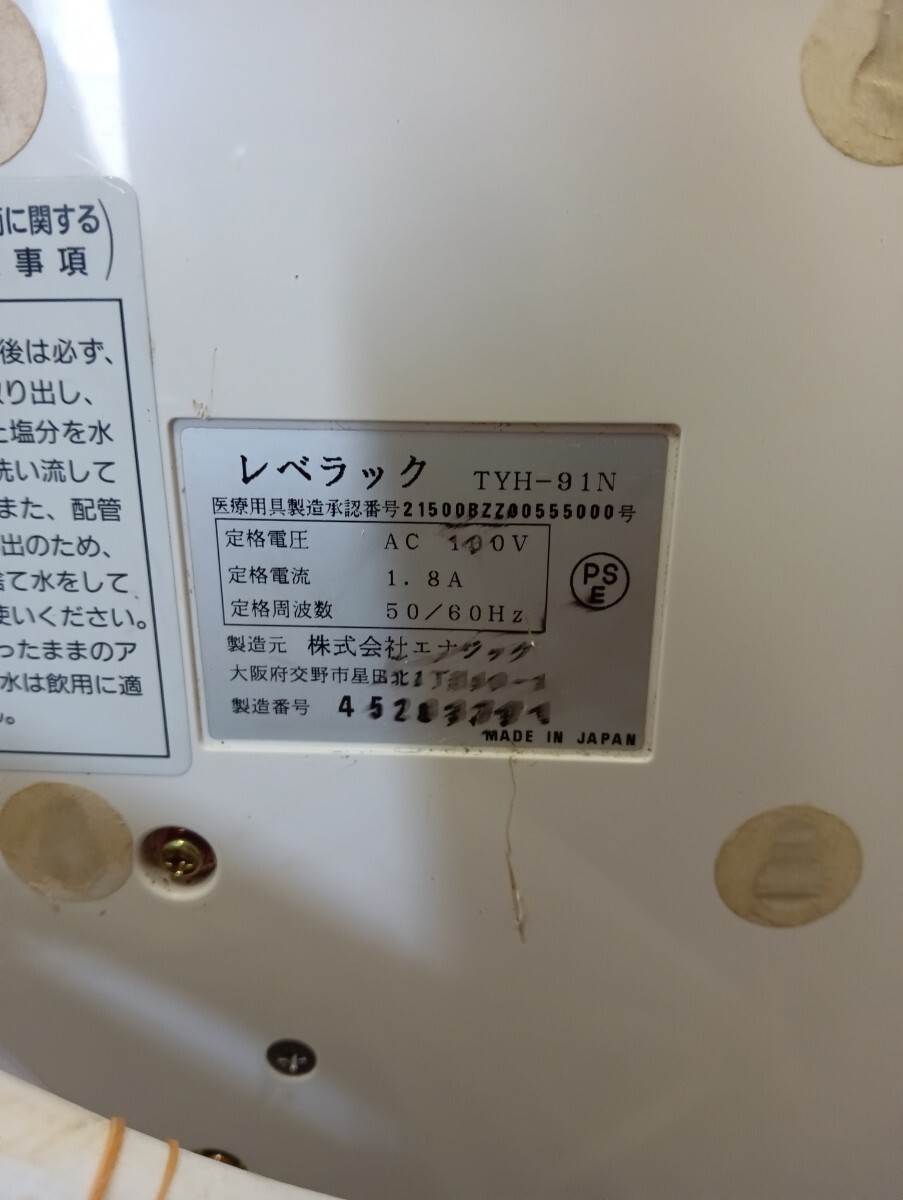 に関する
事項
後は必ず、
り出し、
塩分を水
洗い流して
また、配管
出のため、
捨て水をして、
使いください。
ったままのア
水は飲用に適
レベラック TYH-91N
医療用具製造承認番号21500BZZ00555000号
定格電圧 AC 100V
定格電流 1.8A
定格周波数 50/60Hz
PS
E
製造元 株式会社エナジック
大阪府交野市星田北
製造番号 452
MADE IN JAPAN